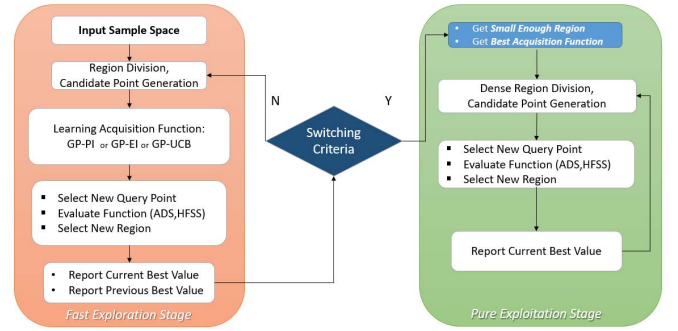 Input Sample Space
Region Division,
Candidate Point Generation
Learning Acquisition Function:
GP-PI or GP-EI or GP-UCB
▪ Select New Query Point
▪ Evaluate Function (ADS,HFSS)
▪ Select New Region
• Report Current Best Value
• Report Previous Best Value
Fast Exploration Stage
N
Y
Switching
Criteria
• Get Small Enough Region
• Get Best Acquisition Function
Dense Region Division,
Candidate Point Generation
▪ Select New Query Point
▪ Evaluate Function (ADS,HFSS)
▪ Select New Region
Report Current Best Value
Pure Exploitation Stage